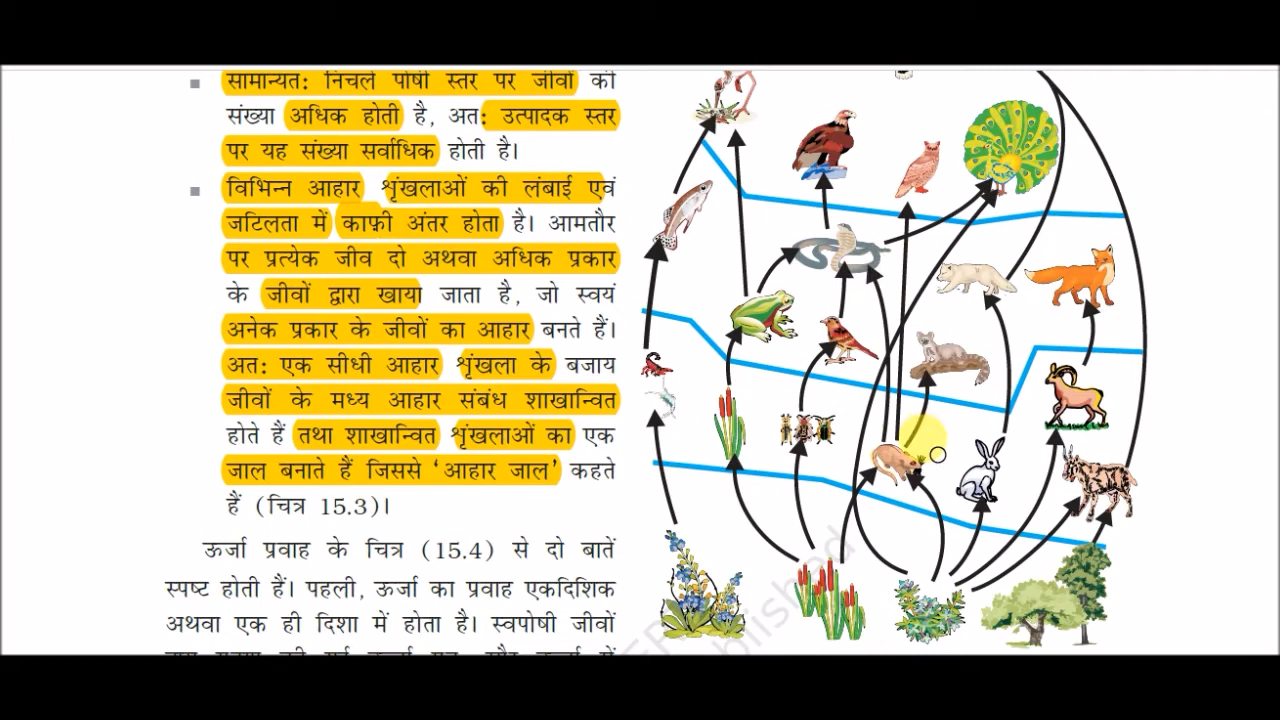 सामान्यत: निचले पोषी स्तर पर जीवों की
संख्या अधिक होती है, अत: उत्पादक स्तर
पर यह संख्या सर्वाधिक होती है।
विभिन्न आहार शृंखलाओं की लंबाई एवं
जटिलता में काफ़ी अंतर होता है। आमतौर
पर प्रत्येक जीव दो अथवा अधिक प्रकार
के जीवों द्वारा खाया जाता है, जो स्वयं
अनेक प्रकार के जीवों का आहार बनते हैं।
अत: एक सीधी आहार शृंखला के बजाय
जीवों के मध्य आहार संबंध शाखान्वित
होते हैं तथा शाखान्वित शृंखलाओं का एक
जाल बनाते हैं जिससे ‘आहार जाल’ कहते
हैं (चित्र 15.3)।
ऊर्जा प्रवाह के चित्र (15.4) से दो बातें
स्पष्ट होती हैं। पहली, ऊर्जा का प्रवाह एकदिशिक
अथवा एक ही दिशा में होता है। स्वपोषी जीवों